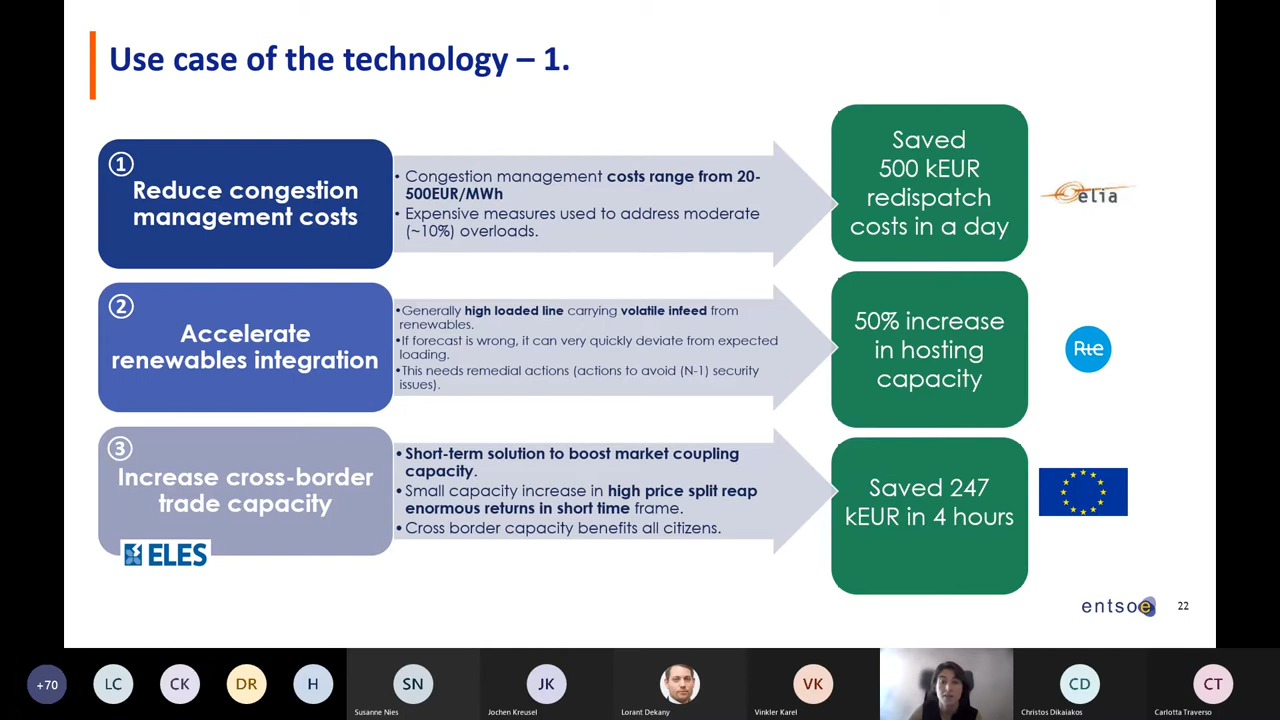 Use case of the technology – 1.
①
Reduce congestion
management costs
• Congestion management costs range from 20-
500EUR/MWh
• Expensive measures used to address moderate
(~10%) overloads.
Saved
500 kEUR
redispatch
costs in a day
elia
②
Accelerate
renewables integration
•Generally high loaded line carrying volatile infeed from
renewables.
•If forecast is wrong, it can very quickly deviate from expected
loading.
•This needs remedial actions (actions to avoid (N-1) security
issues).
50% increase
in hosting
capacity
Rte
③
Increase cross-border
trade capacity
ELES
• Short-term solution to boost market coupling
capacity.
• Small capacity increase in high price split reap
enormous returns in short time frame.
• Cross border capacity benefits all citizens.
Saved 247
kEUR in 4 hours
entsoe
22
+70
LC
CK
DR
H
SN
Susanne Nies
JK
Jochen Kreusel
Lorant Dekany
VK
Vinkler Karel
CD
Christos Dikaiakos
CT
Carlotta Traverso